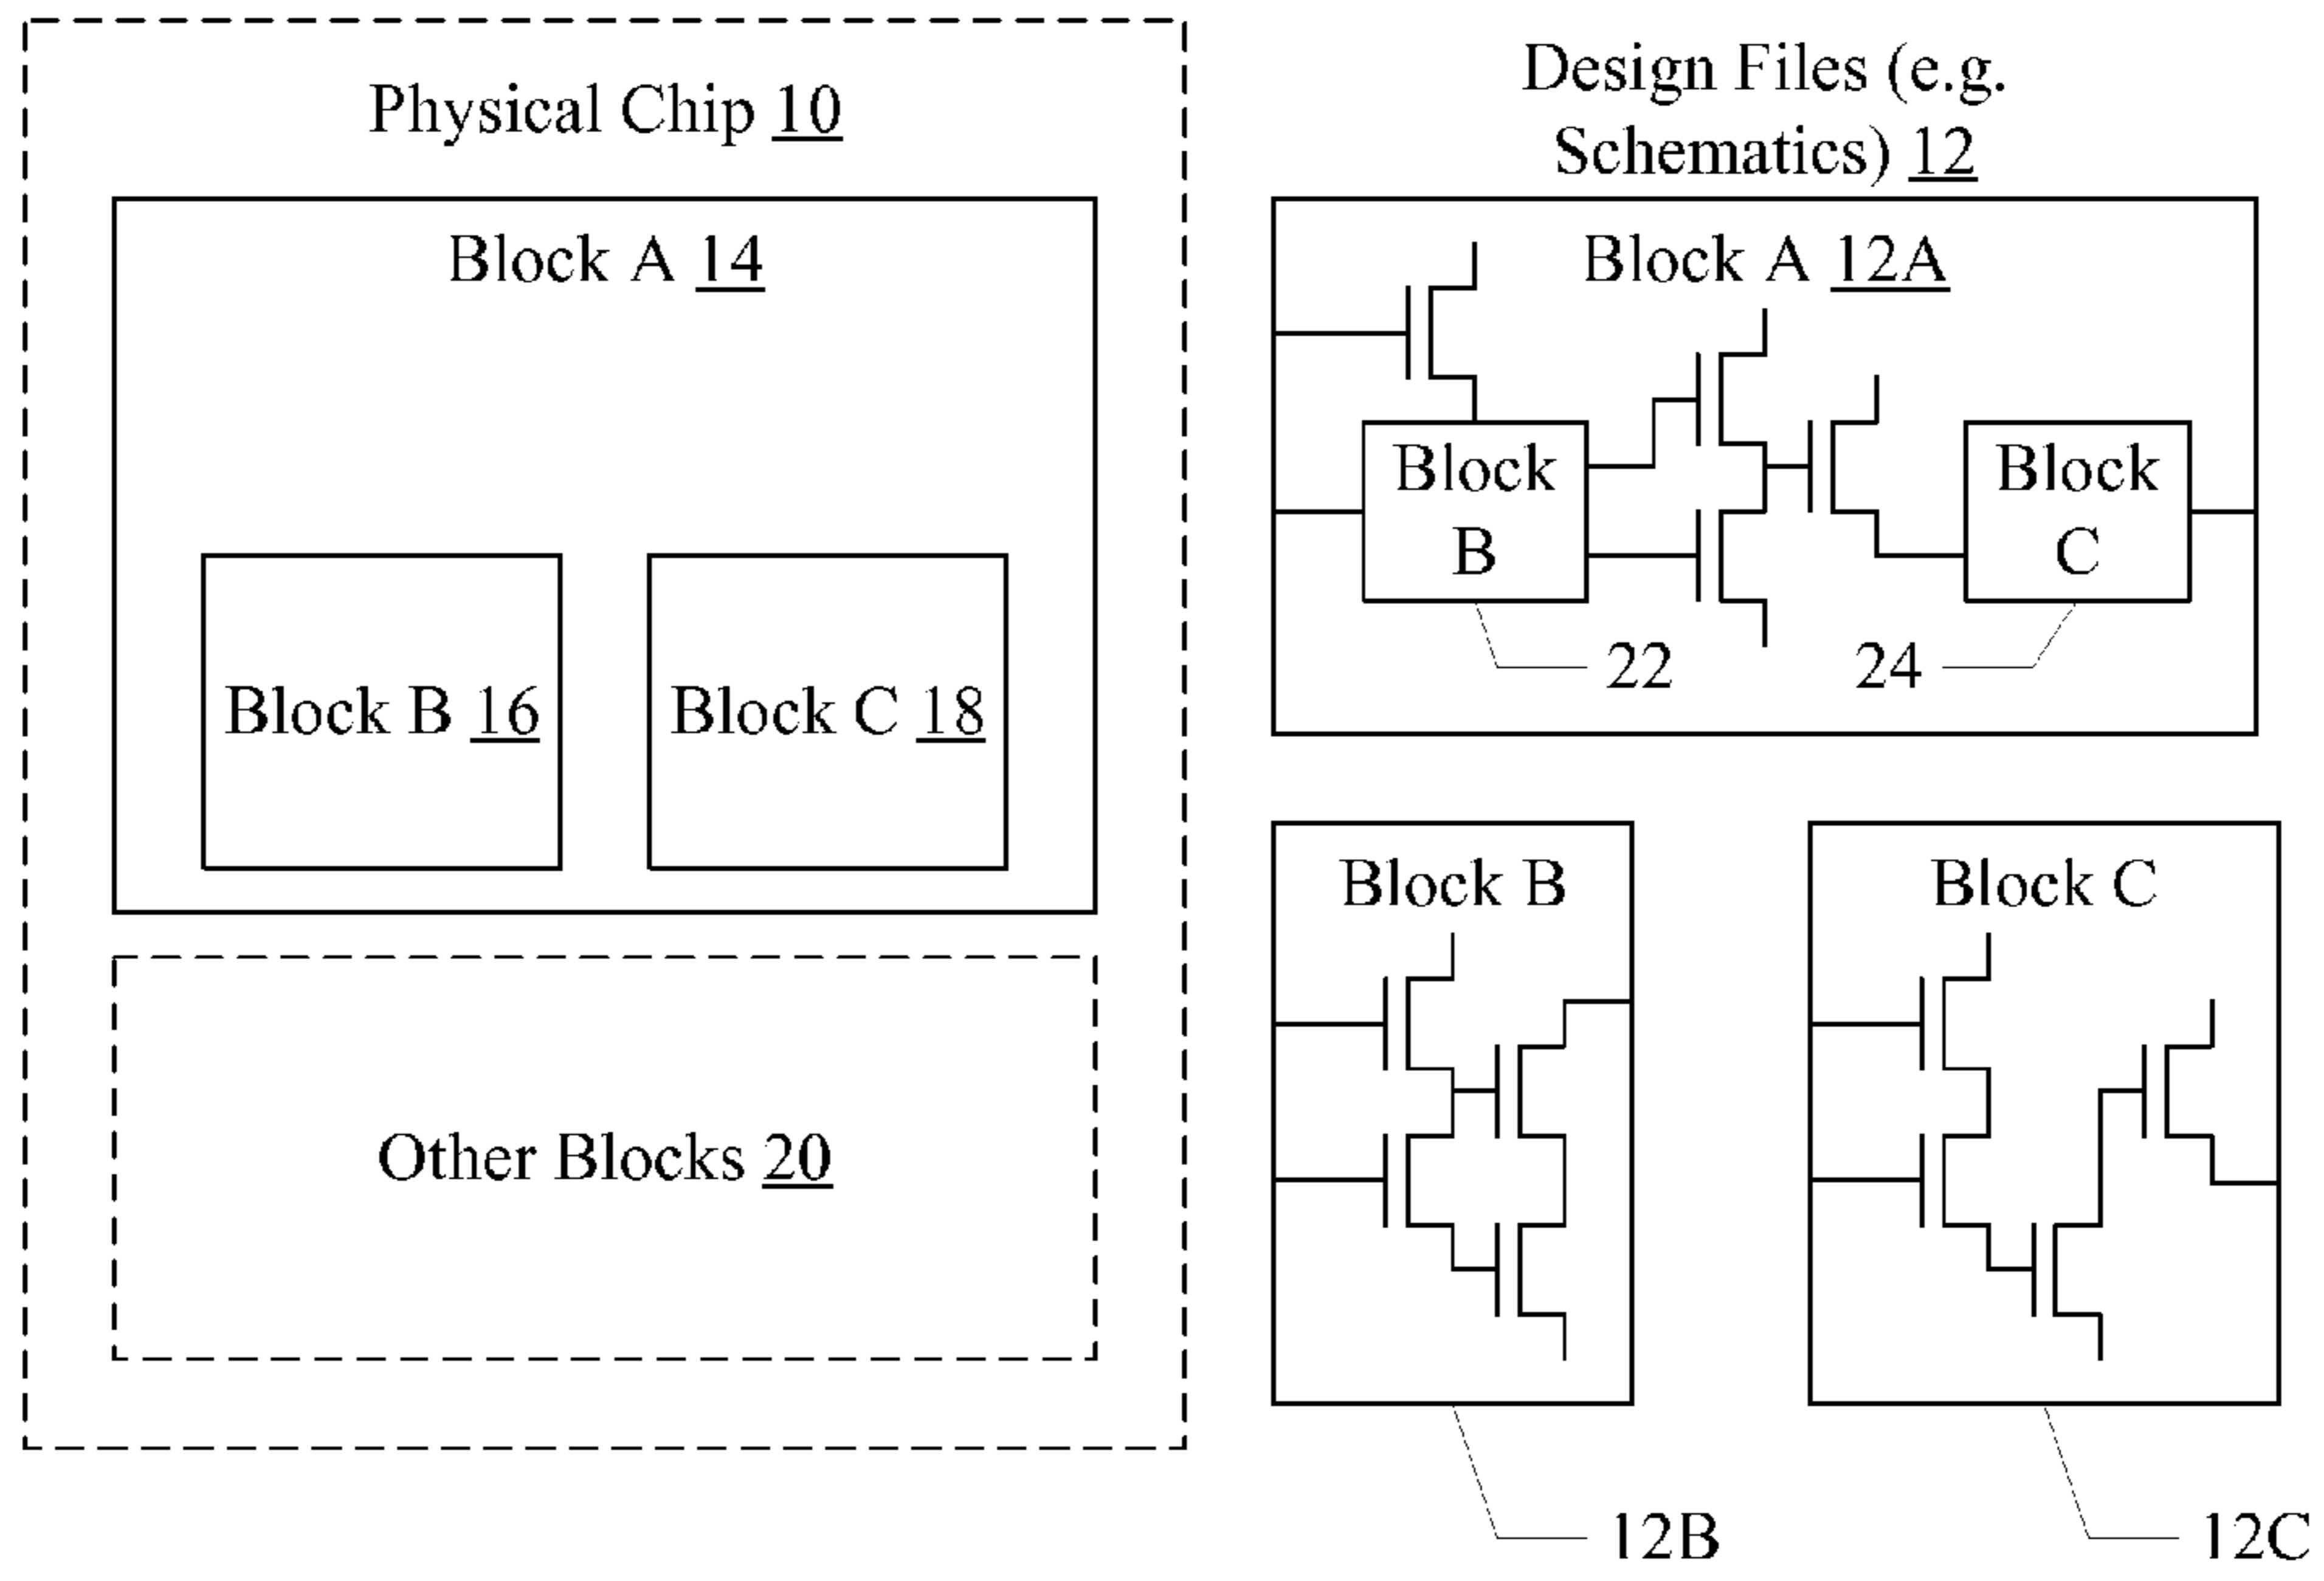 Physical Chip 10
Block A 14
Block B 16
Block C 18
Other Blocks 20
Design Files (e.g.
Schematics) 12
Block A 12A
Block
B
Block
C
22
24
Block B
Block C
12B
12C